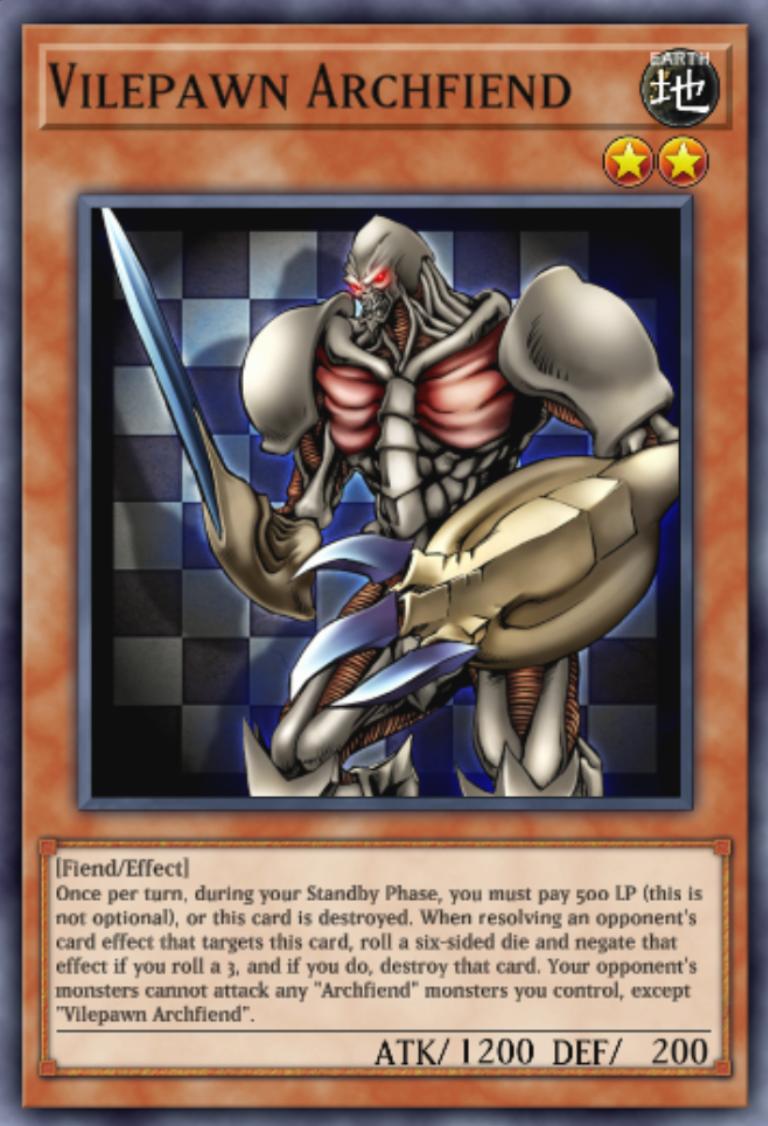 VILEPAWN ARCHFIEND
EARTH
地
[Fiend/Effect]
Once per turn, during your Standby Phase, you must pay 500 LP (this is
not optional), or this card is destroyed. When resolving an opponent's
card effect that targets this card, roll a six-sided die and negate that
effect if you roll a 3, and if you do, destroy that card. Your opponent's
monsters cannot attack any "Archfiend" monsters you control, except
"Vilepawn Archfiend".
ATK/ 1200 DEF/ 200